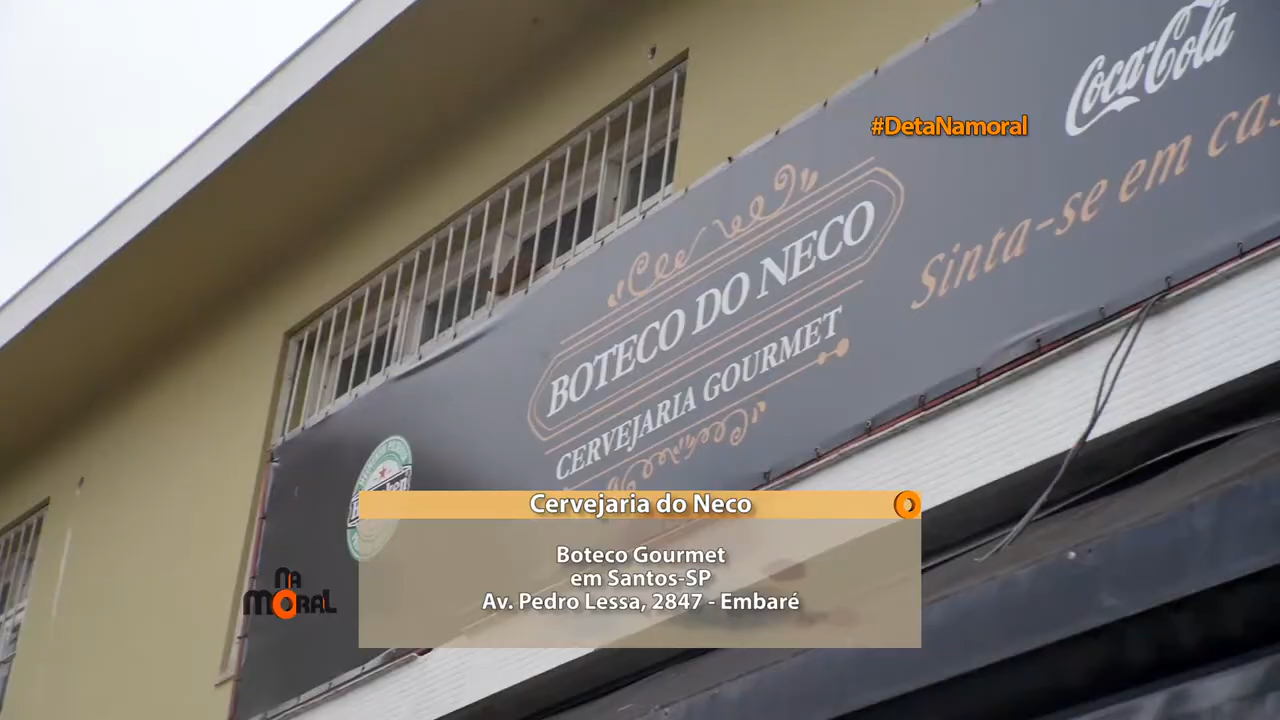 Coca-Cola
#DetaNamoral
Sinta-se em cas
BOTECO DO NECO
CERVEJARIA GOURMET
Cervejaria do Neco
Boteco Gourmet
em Santos-SP
Av. Pedro Lessa, 2847 - Embaré
NA
MORAL